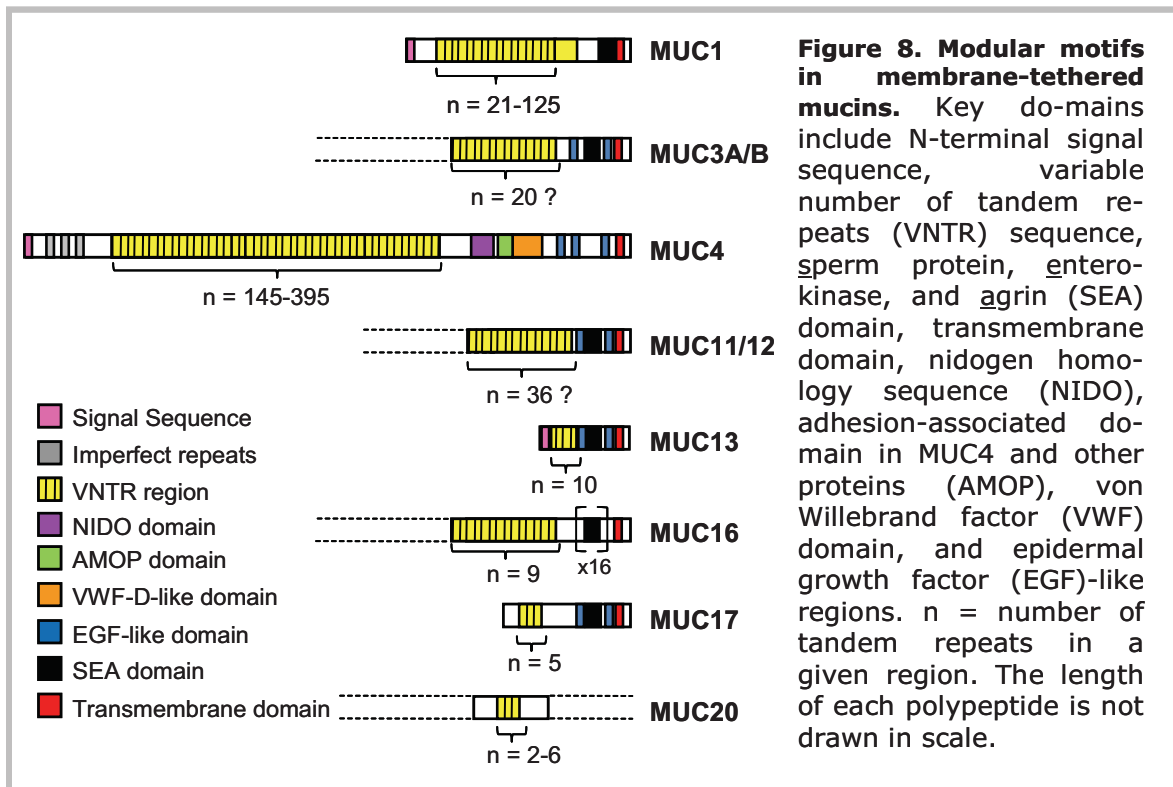 MUC1
n = 21-125
MUC3A/B
n = 20 ?
MUC4
n = 145-395
MUC11/12
n = 36 ?
MUC13
n = 10
MUC16
n = 9
x16
MUC17
n = 5
MUC20
n = 2-6
Signal Sequence
Imperfect repeats
VNTR region
NIDO domain
AMOP domain
VWF-D-like domain
EGF-like domain
SEA domain
Transmembrane domain
Figure 8. Modular motifs
in membrane-tethered
mucins. Key do-mains
include N-terminal signal
sequence, variable
number of tandem re-
peats (VNTR) sequence,
sperm protein, entero-
kinase, and agrin (SEA)
domain, transmembrane
domain, nidogen homo-
logy sequence (NIDO),
adhesion-associated do-
main in MUC4 and other
proteins (AMOP), von
Willebrand factor (VWF)
domain, and epidermal
growth factor (EGF)-like
regions. n = number of
tandem repeats in a
given region. The length
of each polypeptide is not
drawn in scale.